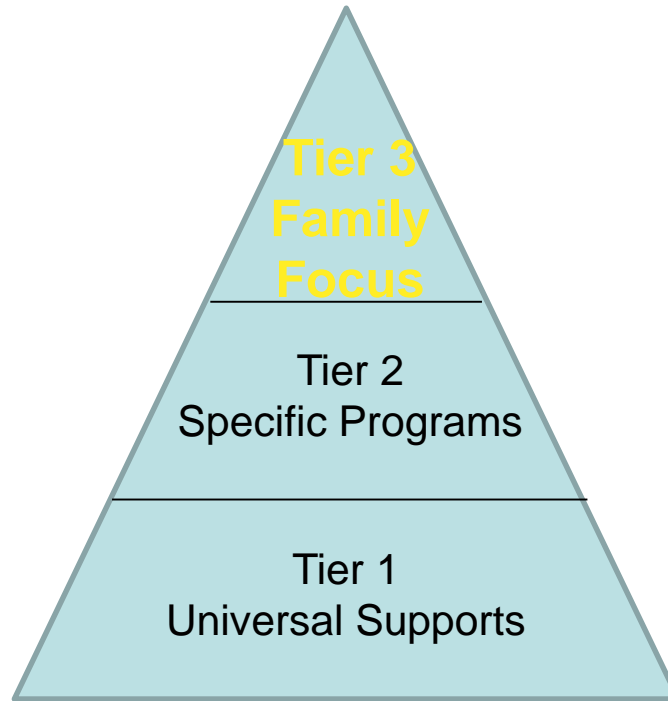 Tier 3
Family
Focus
Tier 2
Specific Programs
Tier 1
Universal Supports